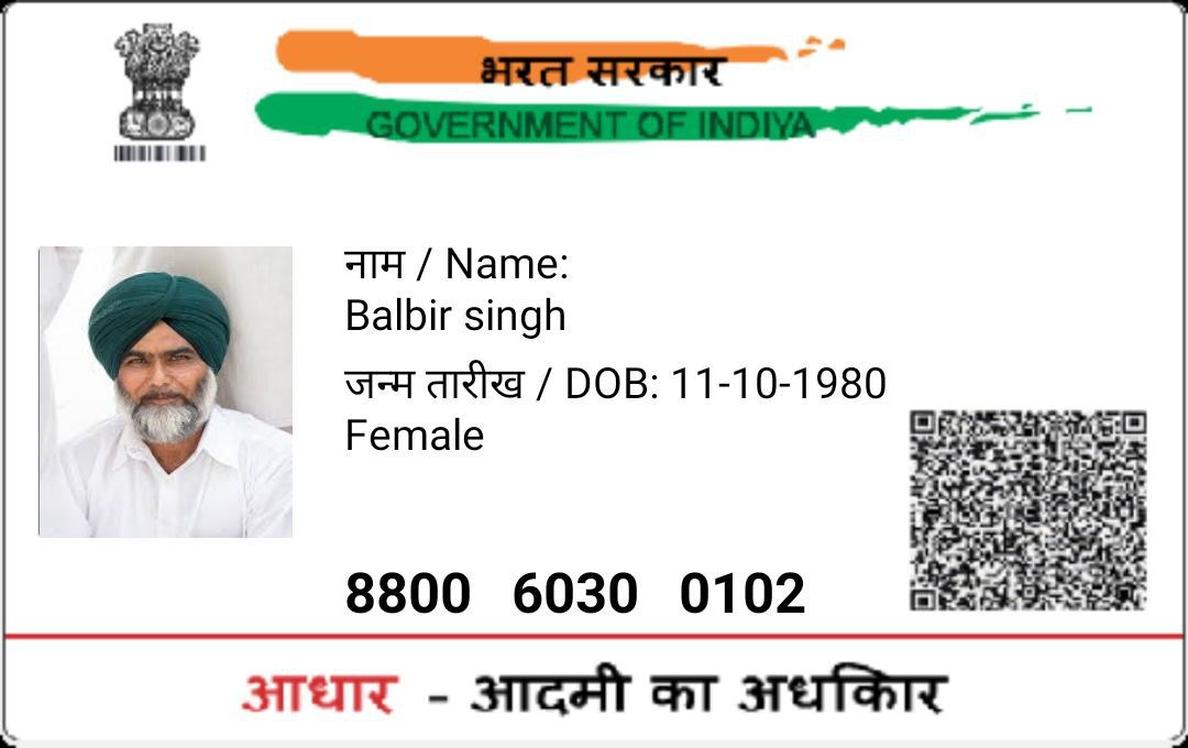 भरत सरकार
GOVERNMENT OF INDIYA
नाम / Name:
Balbir singh
जन्म तारीख / DOB: 11-10-1980
Female
8800 6030 0102
आधार - आदमी का अधकिार